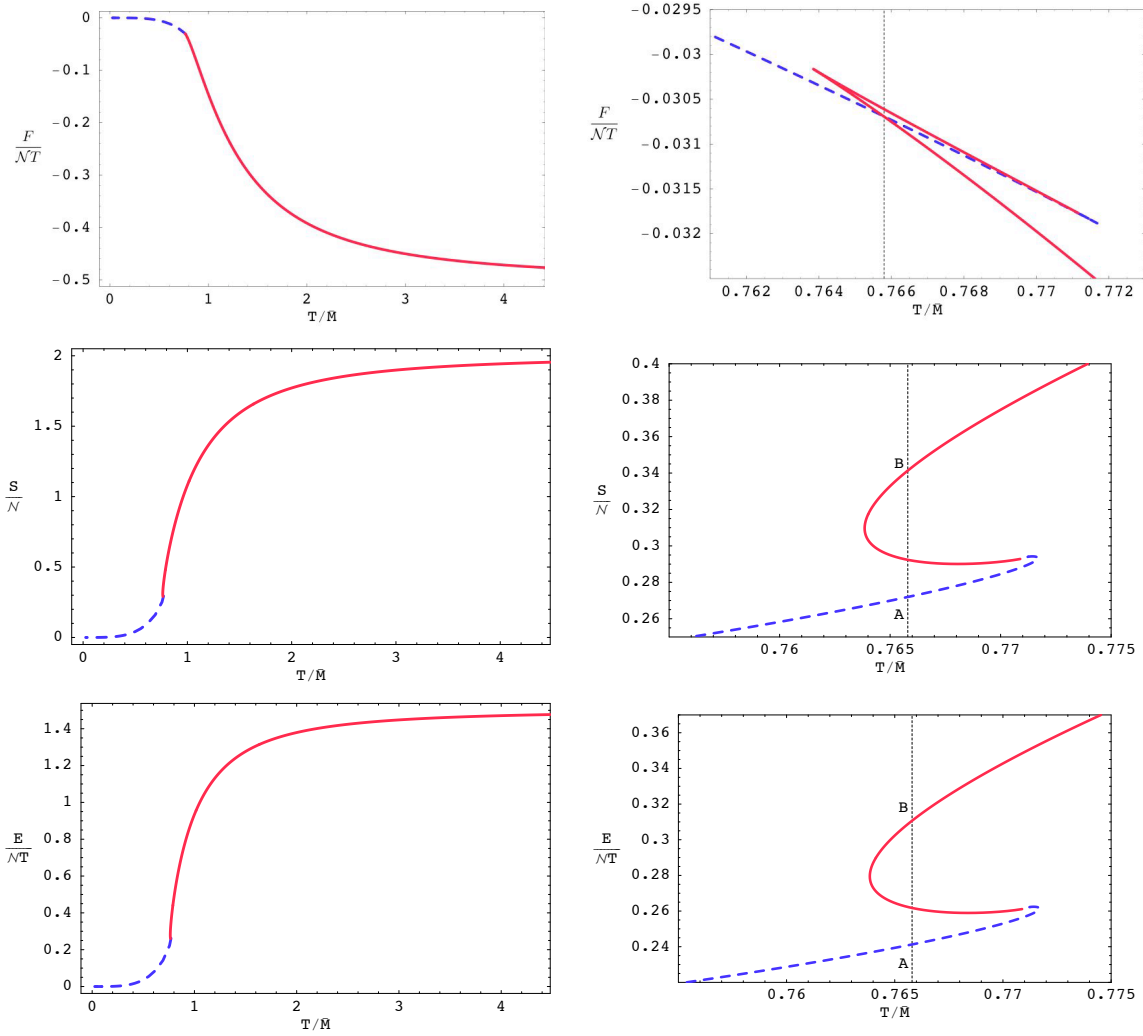 0
−0.1
−0.2
−0.3
−0.4
−0.5
F
𝒩T
0 1 2 3 4
T/M̄
−0.0295
−0.03
−0.0305
−0.031
−0.0315
−0.032
F
𝒩T
0.762 0.764 0.766 0.768 0.77 0.772
T/M̄
2
1.5
1
0.5
0
S
𝒩
0 1 2 3 4
T/M̄
0.4
0.38
0.36
0.34
0.32
0.3
0.28
0.26
S
𝒩
B
A
0.76 0.765 0.77 0.775
T/M̄
1.4
1.2
1
0.8
0.6
0.4
0.2
0
E
𝒩T
0 1 2 3 4
T/M̄
0.36
0.34
0.32
0.3
0.28
0.26
0.24
E
𝒩T
B
A
0.76 0.765 0.77 0.775
T/M̄